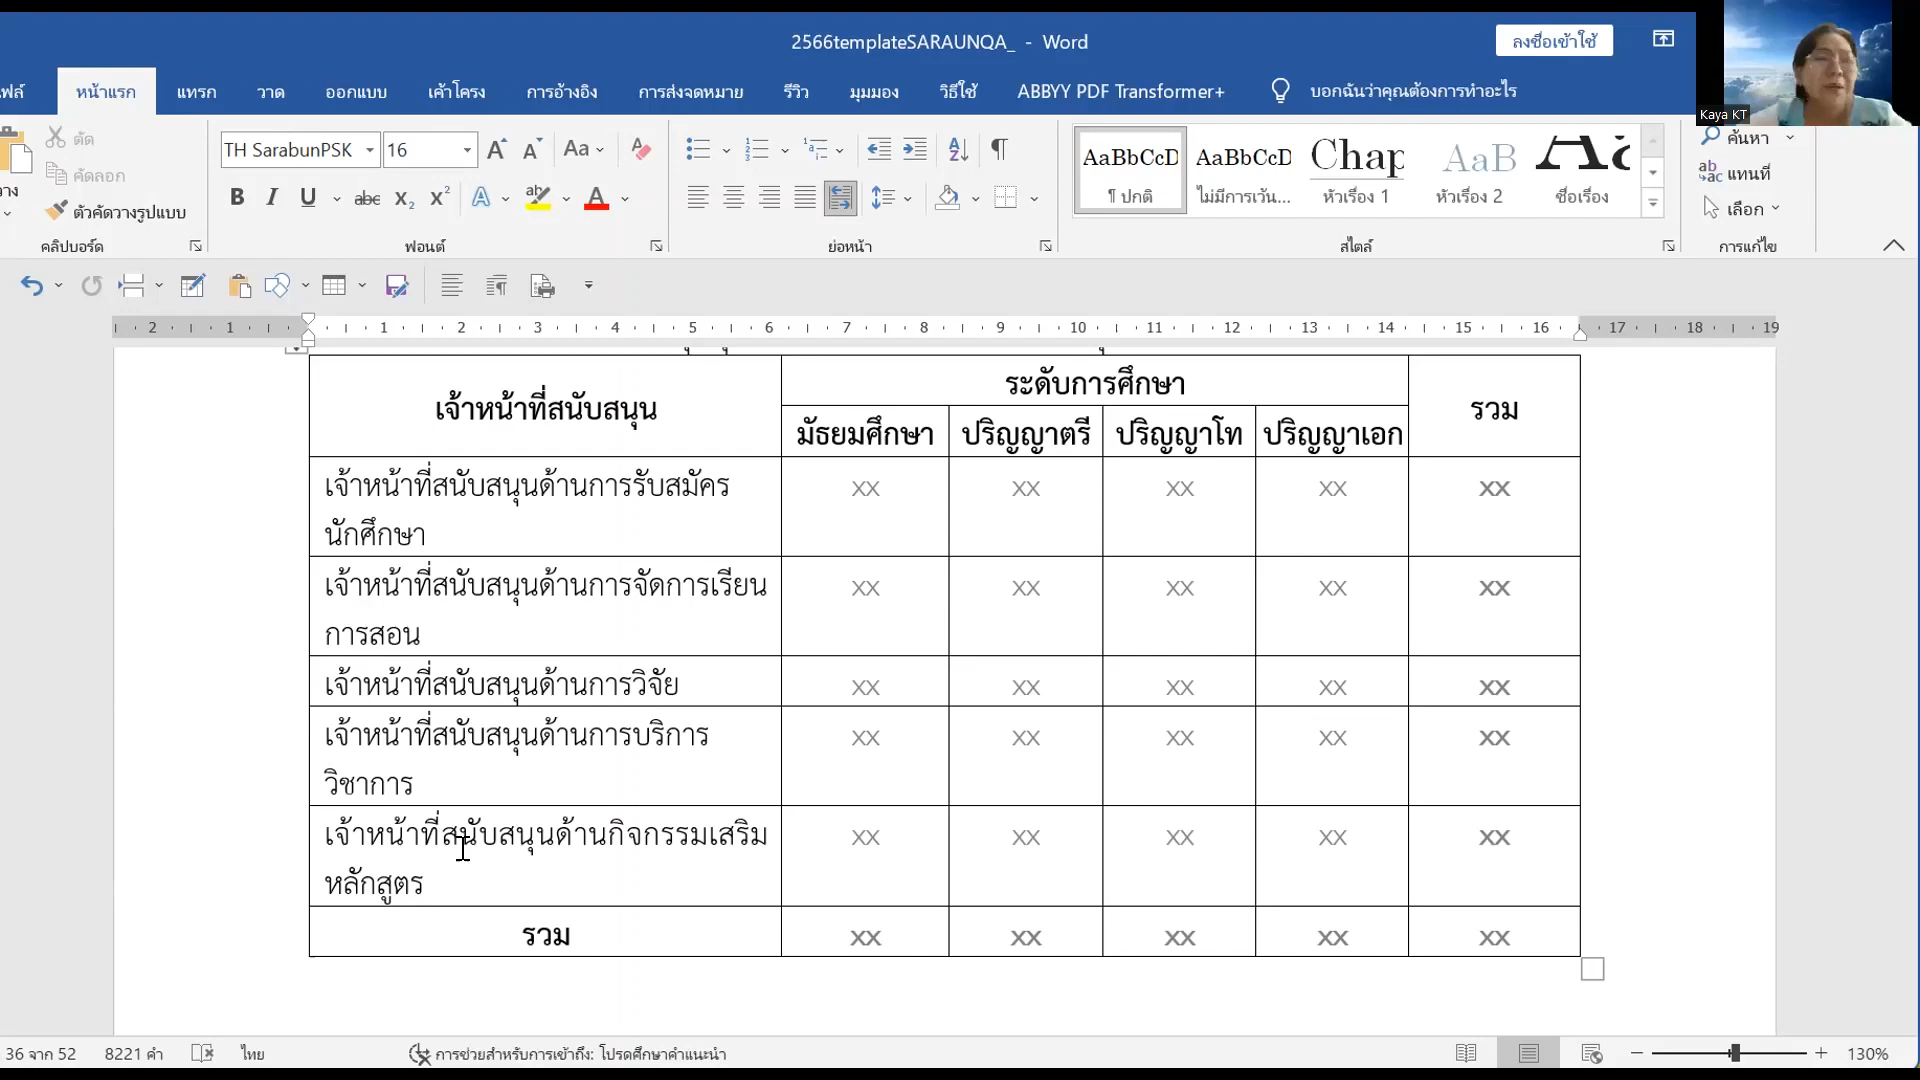 2566templateSARAUNQA_ - Word
ลงชื่อเข้าใช้
Kaya KT
หน้าแรก แทรก วาด ออกแบบ เค้าโครง การอ้างอิง การส่งจดหมาย รีวิว มุมมอง วิธีใช้ ABBYY PDF Transformer+ บอกฉันว่าคุณต้องการทำอะไร
ตัด
คัดลอก
ตัวคัดวางรูปแบบ
คลิปบอร์ด
TH SarabunPSK 16
ฟอนต์
ย่อหน้า
AaBbCcD AaBbCcD Chap AaB
¶ ปกติ ไม่มีการเว้น... หัวเรื่อง 1 หัวเรื่อง 2 ชื่อเรื่อง
สไตล์
ค้นหา
แทนที่
เลือก
การแก้ไข
2 1 1 2 3 4 5 6 7 8 9 10 11 12 13 14 15 16 17 18 19
เจ้าหน้าที่สนับสนุน ระดับการศึกษา รวม
มัธยมศึกษา ปริญญาตรี ปริญญาโท ปริญญาเอก
เจ้าหน้าที่สนับสนุนด้านการรับสมัคร
นักศึกษา
xx xx xx xx xx
เจ้าหน้าที่สนับสนุนด้านการจัดการเรียน
การสอน
xx xx xx xx xx
เจ้าหน้าที่สนับสนุนด้านการวิจัย xx xx xx xx xx
เจ้าหน้าที่สนับสนุนด้านการบริการ
วิชาการ
xx xx xx xx xx
เจ้าหน้าที่สนับสนุนด้านกิจกรรมเสริม
หลักสูตร
xx xx xx xx xx
รวม xx xx xx xx xx
36 จาก 52 8221 คำ ไทย การช่วยสำหรับการเข้าถึง: โปรดศึกษาคำแนะนำ 130%